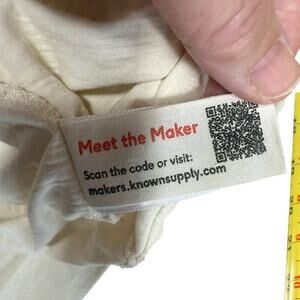 Meet the Maker
Scan the code or visit:
makers.knownsupply.com